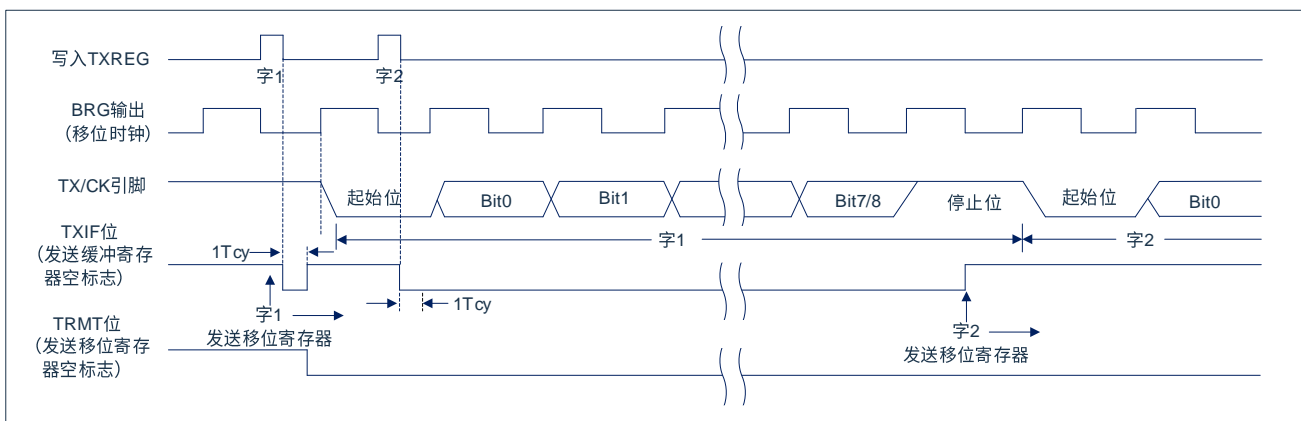 写入TXREG
字1
字2
BRG输出
（移位时钟）
TX/CK引脚
起始位
Bit0
Bit1
Bit7/8
停止位
起始位
Bit0
TXIF位
（发送缓冲寄存
器空标志）
1Tcy
字1
字2
1Tcy
字1
发送移位寄存器
字2
发送移位寄存器
TRMT位
（发送移位寄存
器空标志）